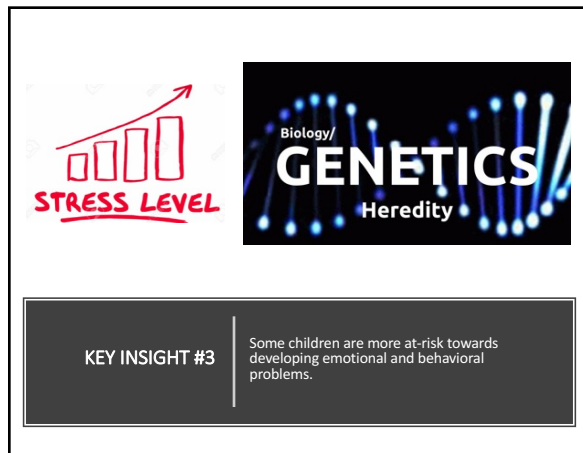 STRESS LEVEL
Biology/
GENETICS
Heredity
KEY INSIGHT #3
Some children are more at-risk towards
developing emotional and behavioral
problems.